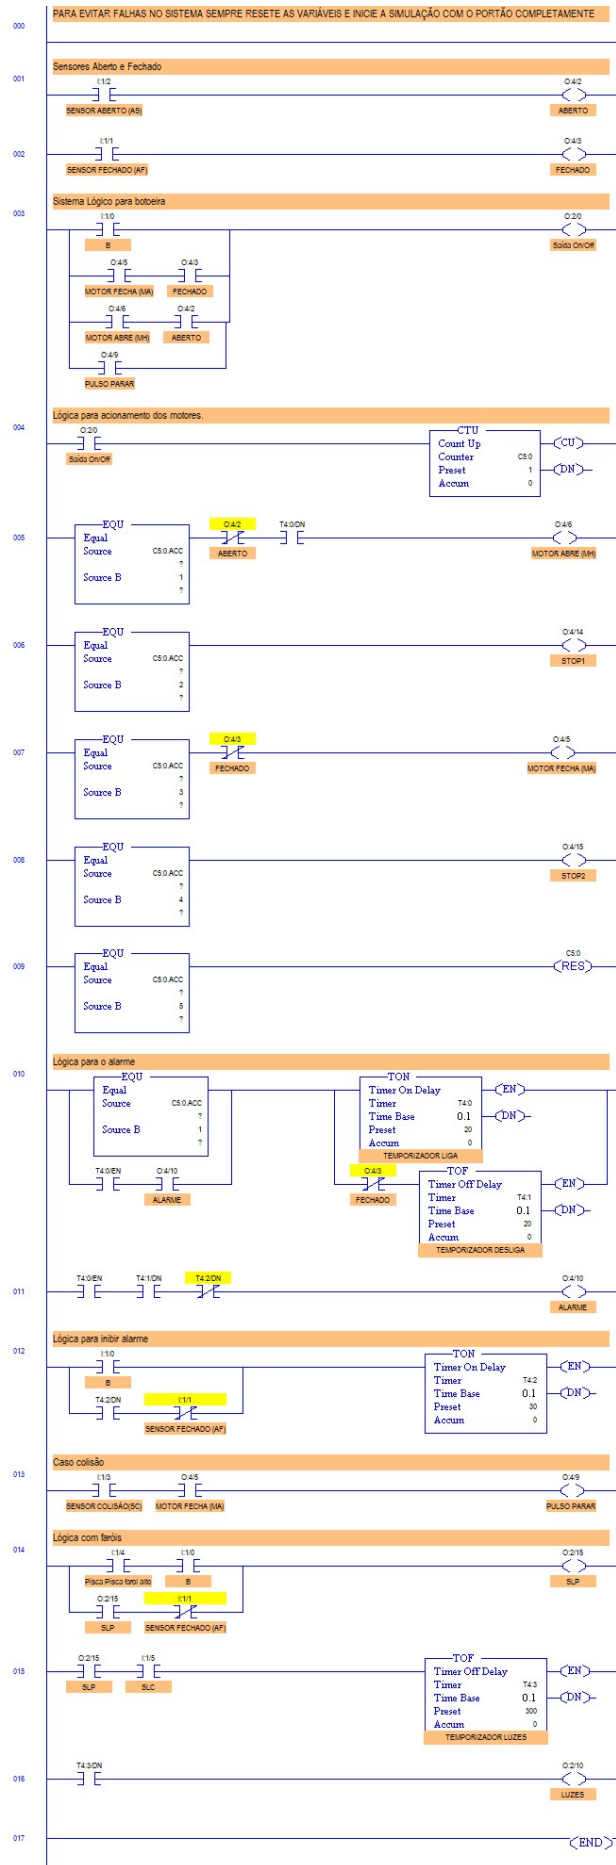 PARA EVITAR FALHAS NO SISTEMA SEMPRE RESETE AS VARIÁVEIS E INICIE A SIMULAÇÃO COM O PORTÃO COMPLETAMENTE
000
Sensores Aberto e Fechado
001
I:1/2
O:4/2
SENSOR ABERTO (AS)
ABERTO
I:1/1
O:4/3
002
SENSOR FECHADO (AF)
FECHADO
Sistema Lógico para botoeira
003
I:1/0
O:2/0
B
Saída On/Off
O:4/5
O:4/3
MOTOR FECHA (MA)
FECHADO
O:4/6
O:4/2
MOTOR ABRE (MH)
ABERTO
O:4/9
PULSO PARAR
Lógica para acionamento dos motores.
004
O:2/0
Saída On/Off
CTU
Count Up
Counter C5:0
Preset 1
Accum 0
CU
DN
005
EQU
Equal
Source C5:0.ACC
?
Source B 1
?
O:4/2
ABERTO
T4:0/DN
O:4/6
MOTOR ABRE (MH)
006
EQU
Equal
Source C5:0.ACC
?
Source B 2
?
O:4/14
STOP1
007
EQU
Equal
Source C5:0.ACC
?
Source B 3
?
O:4/3
FECHADO
O:4/5
MOTOR FECHA (MA)
008
EQU
Equal
Source C5:0.ACC
?
Source B 4
?
O:4/15
STOP2
009
EQU
Equal
Source C5:0.ACC
?
Source B 5
?
C5:0
RES
Lógica para o alarme
010
EQU
Equal
Source C5:0.ACC
?
Source B 1
?
T4:0/EN
O:4/10
ALARME
TON
Timer On Delay
Timer T4:0
Time Base 0.1
Preset 20
Accum 0
EN
DN
TEMPORIZADOR LIGA
O:4/3
FECHADO
TOF
Timer Off Delay
Timer T4:1
Time Base 0.1
Preset 20
Accum 0
EN
DN
TEMPORIZADOR DESLIGA
011
T4:0/EN
T4:1/DN
T4:2/DN
O:4/10
ALARME
Lógica para inibir alarme
012
I:1/0
B
T4:2/DN
I:1/1
SENSOR FECHADO (AF)
TON
Timer On Delay
Timer T4:2
Time Base 0.1
Preset 30
Accum 0
EN
DN
Caso colisão
013
I:1/3
O:4/5
O:4/9
SENSOR COLISÃO(SC)
MOTOR FECHA (MA)
PULSO PARAR
Lógica com faróis
014
I:1/4
I:1/0
O:2/15
Pisca Pisca farol alto
B
SLP
O:2/15
I:1/1
SLP
SENSOR FECHADO (AF)
015
O:2/15
I:1/5
SLP
SLC
TOF
Timer Off Delay
Timer T4:3
Time Base 0.1
Preset 300
Accum 0
EN
DN
TEMPORIZADOR LUZES
016
T4:3/DN
O:2/10
LUZES
017
END